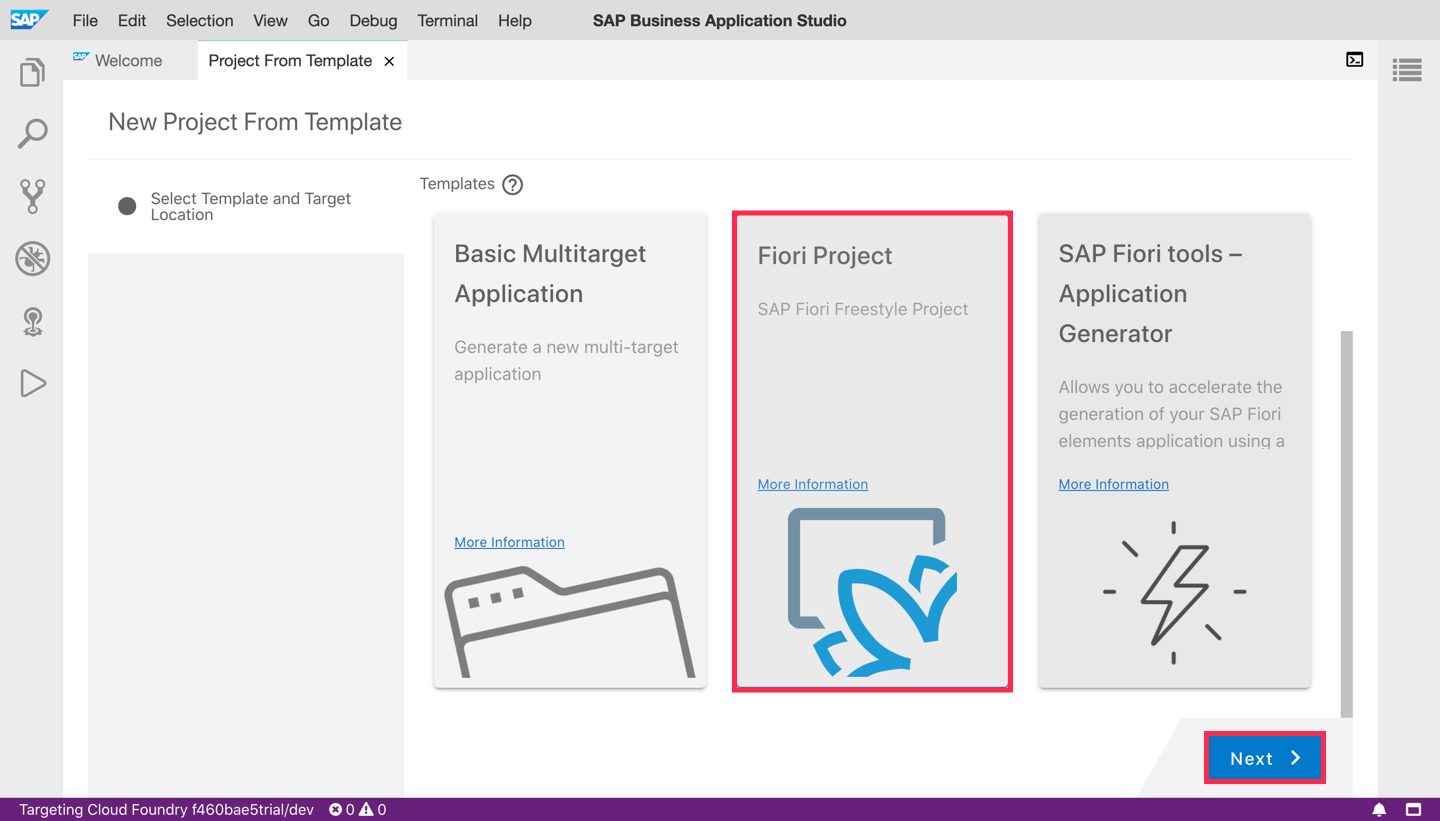 SAP File Edit Selection View Go Debug Terminal Help SAP Business Application Studio
SAP Welcome Project From Template
New Project From Template
Select Template and Target
Location
Templates ?
Basic Multitarget
Application
Generate a new multi-target
application
More Information
Fiori Project
SAP Fiori Freestyle Project
More Information
SAP Fiori tools –
Application
Generator
Allows you to accelerate the
generation of your SAP Fiori
elements application using a
More Information
Next
Targeting Cloud Foundry f460bae5trial/dev 0 0